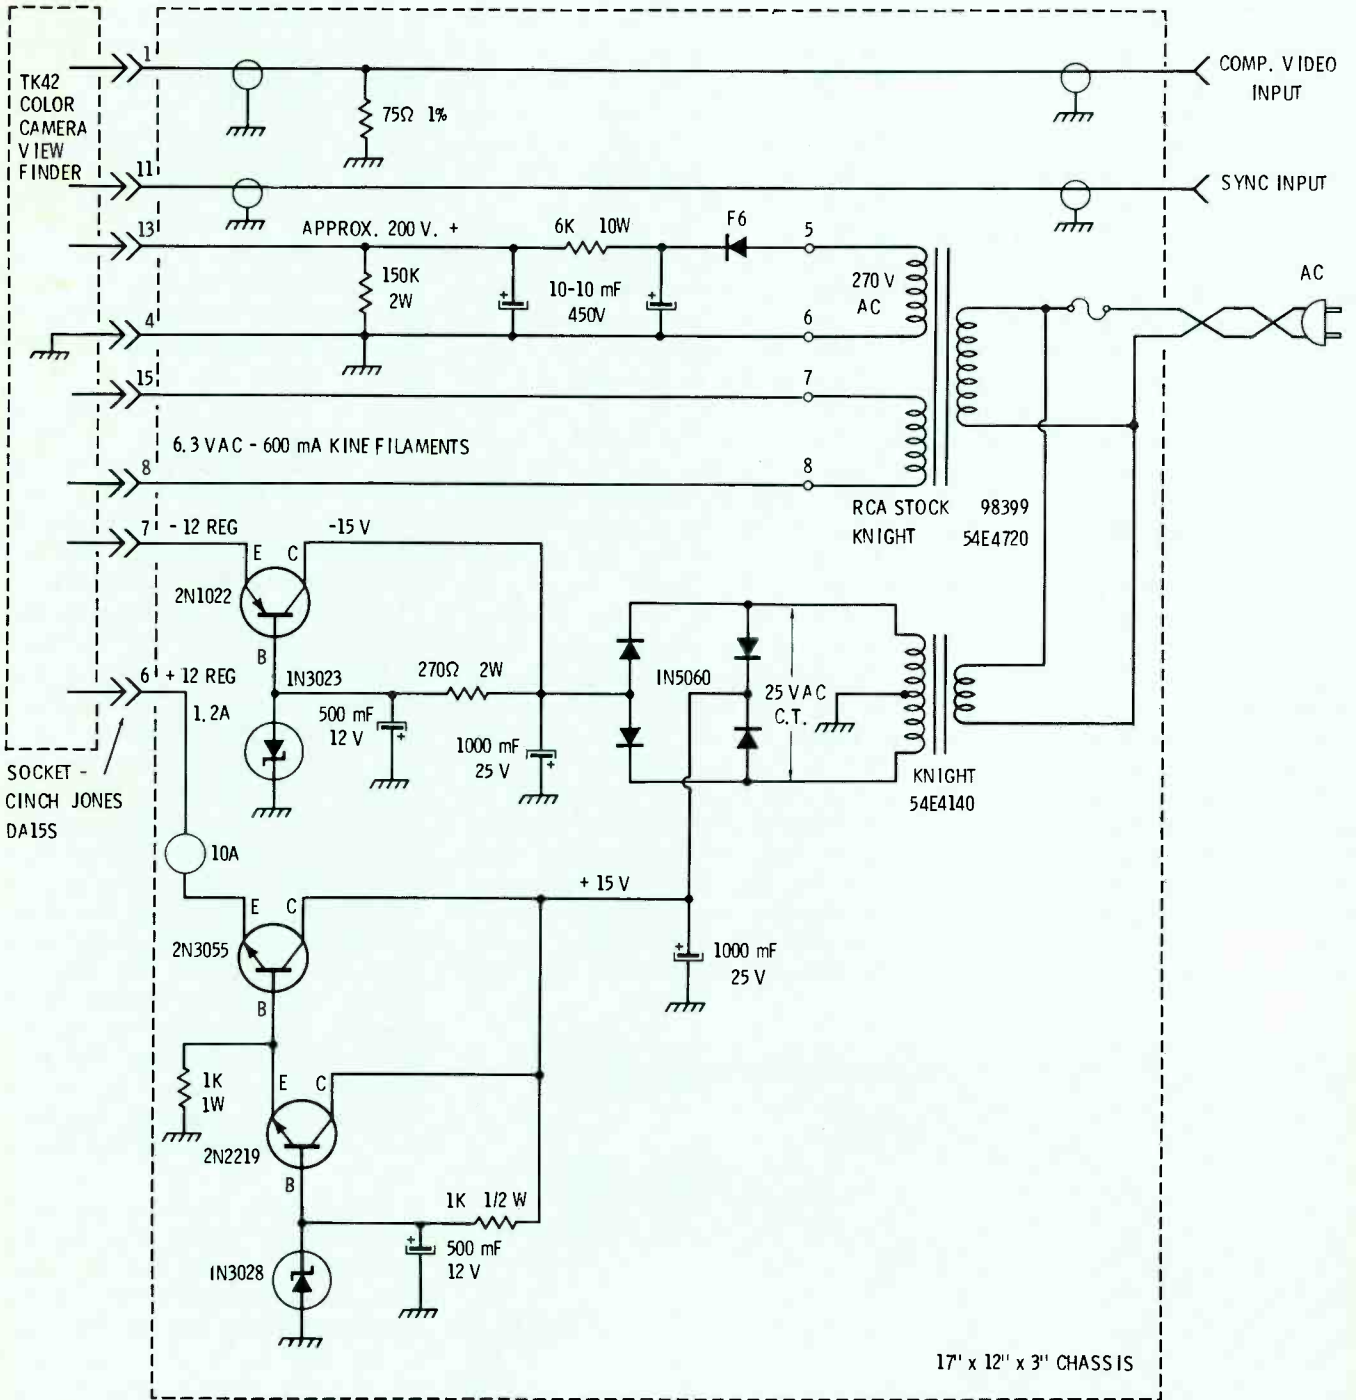 1
TK42
COLOR
CAMERA
VIEW
FINDER
75Ω 1%
COMP. VIDEO
INPUT
11
SYNC INPUT
13
APPROX. 200 V. +
6K 10W
F6
5
150K
2W
+
10-10 mF
450V
+
270 V
AC
AC
4
6
15
7
6.3 VAC - 600 mA KINE FILAMENTS
8
8
RCA STOCK 98399
KNIGHT 54E4720
7
- 12 REG
-15 V
E C
2N1022
B
6
+ 12 REG
1.2A
1N3023
270Ω 2W
500 mF
12 V
+
1000 mF
25 V
+
IN5060
25 VAC
C.T.
KNIGHT
54E4140
SOCKET -
CINCH JONES
DA15S
10A
+ 15 V
E C
2N3055
B
+
1000 mF
25 V
1K
1W
E C
2N2219
B
1K 1/2 W
+
500 mF
12 V
1N3028
17" x 12" x 3" CHASSIS